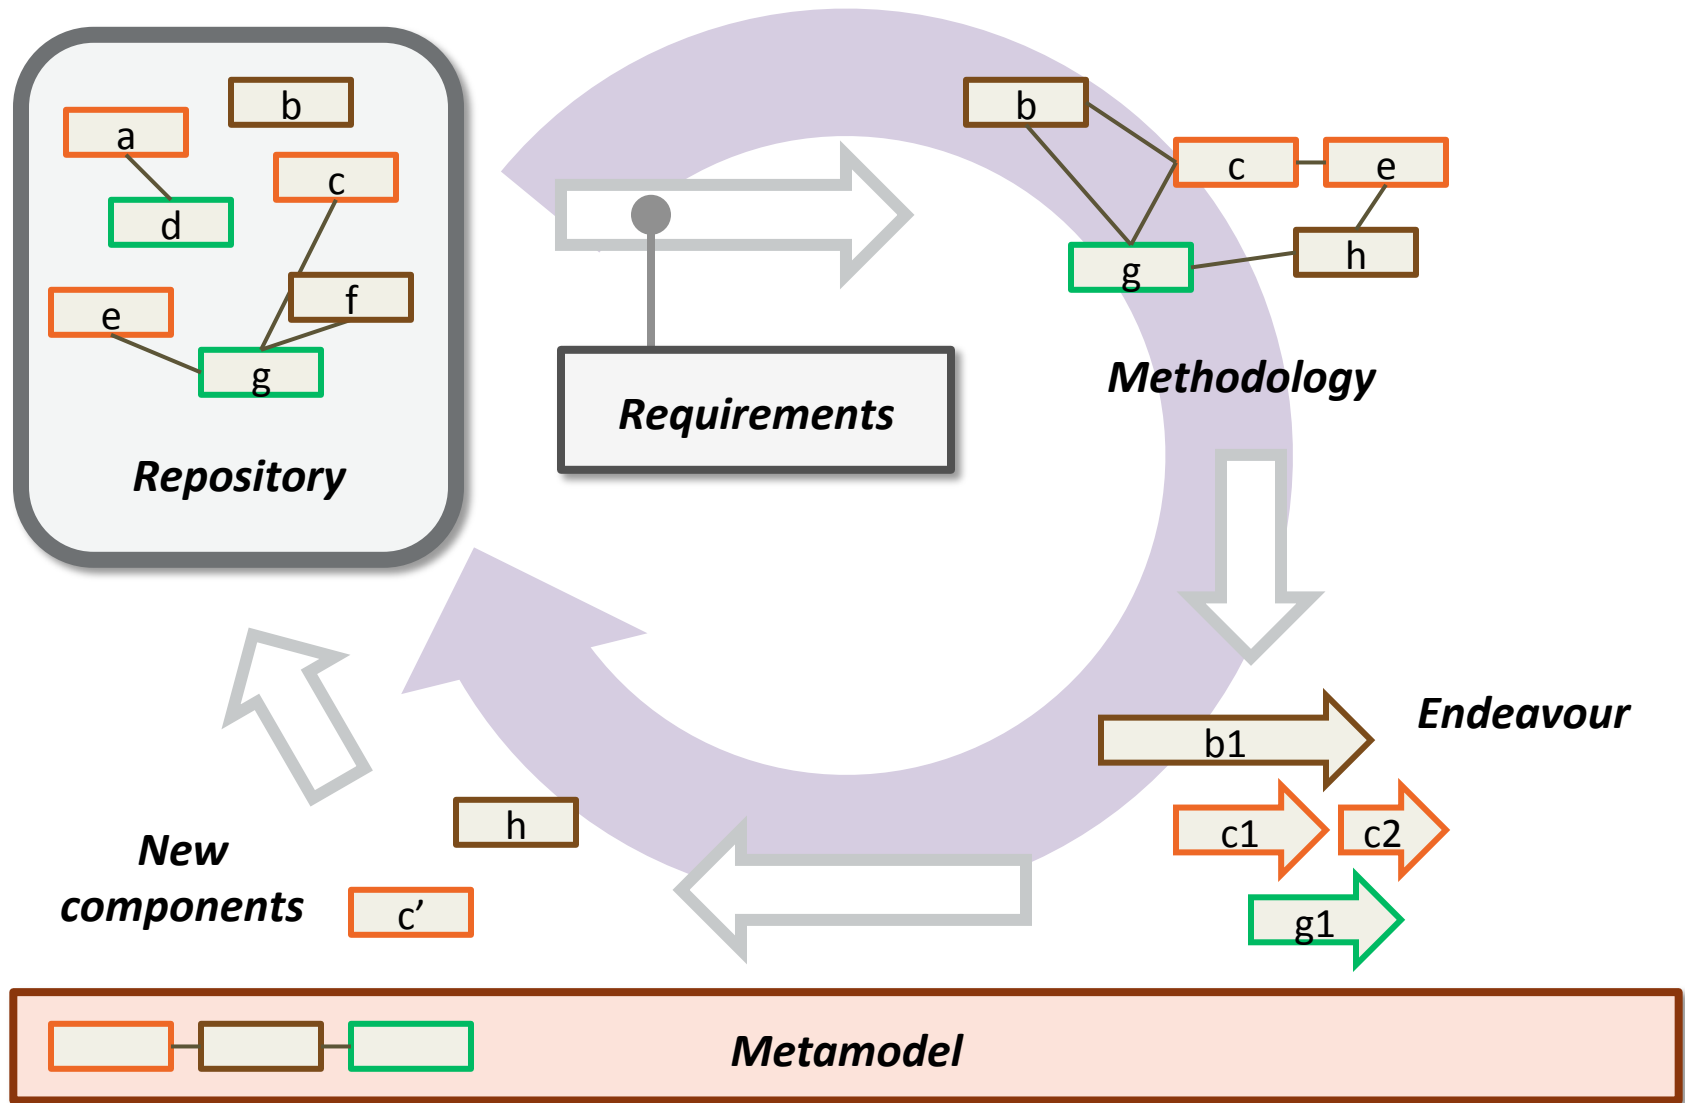 b
a
c
d
f
e
g
Repository
Requirements
b
c
e
h
g
Methodology
Endeavour
b1
c1
c2
g1
h
c’
New
components
Metamodel